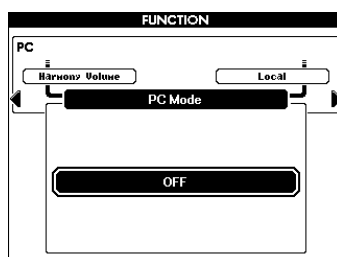 FUNCTION
PC
Harmony Volume
Local
PC Mode
OFF